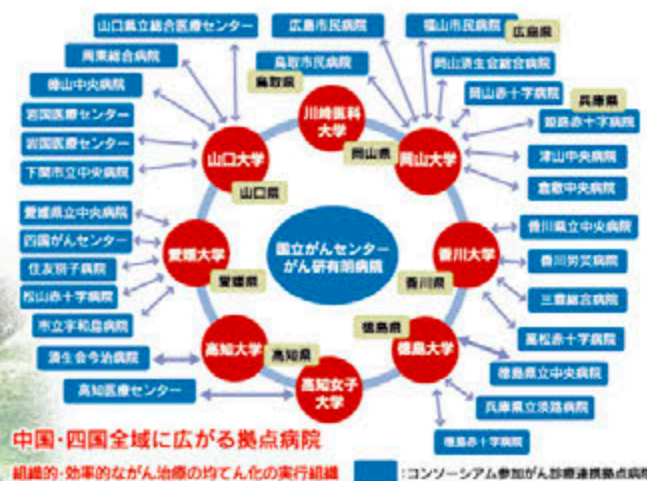 山口県立総合医療センター
周東総合病院
徳山中央病院
岩国医療センター
岩国医療センター
下関市立中央病院
愛媛県立中央病院
四国がんセンター
住友別子病院
松山赤十字病院
市立宇和島病院
済生会今治病院
高知医療センター
広島市民病院
福山市民病院
広島県
鳥取市民病院
鳥取県
岡山済生会総合病院
岡山赤十字病院
兵庫県
姫路赤十字病院
津山中央病院
倉敷中央病院
香川県立中央病院
香川労災病院
三豊総合病院
高松赤十字病院
徳島県立中央病院
兵庫県立淡路病院
徳島赤十字病院
川崎医科
大学
岡山県
岡山大学
山口大学
山口県
愛媛大学
愛媛県
国立がんセンター
がん研有明病院
香川大学
香川県
徳島県
徳島大学
高知大学
高知県
高知女子
大学
中国・四国全域に広がる拠点病院
組織的・効率的ながん治療の均てん化の実行組織
:コンソーシアム参加がん診療連携拠点病院